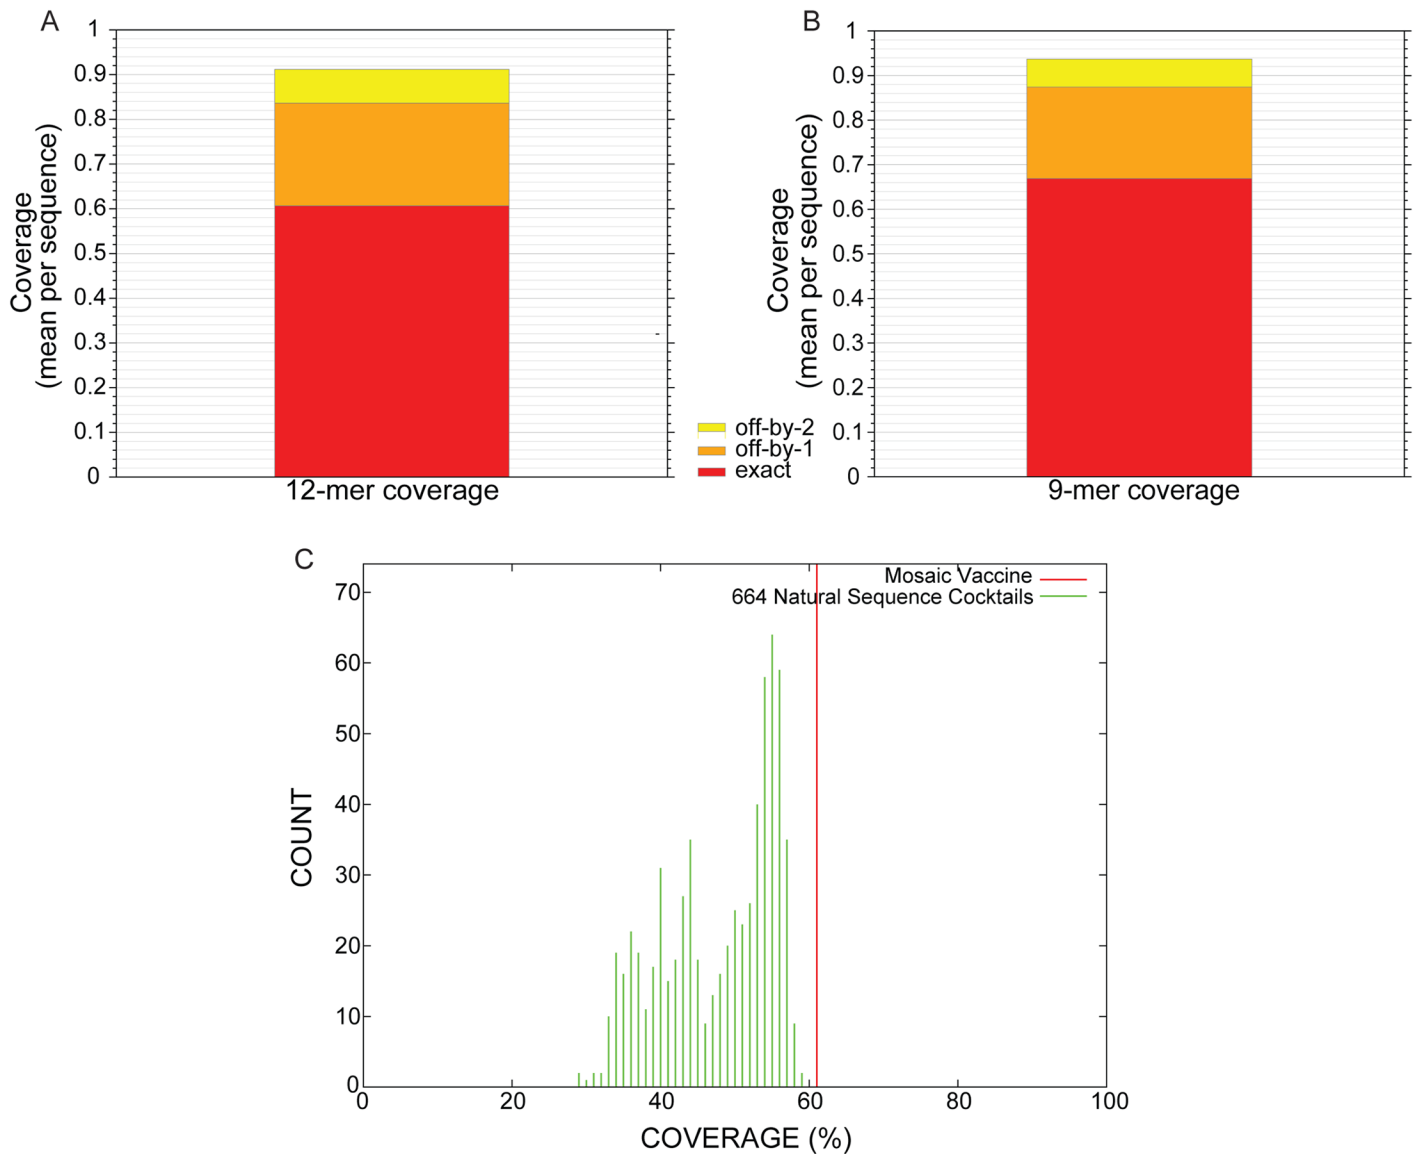 A
1
0.9
0.8
0.7
0.6
0.5
0.4
0.3
0.2
0.1
0
Coverage
(mean per sequence)
12-mer coverage
off-by-2
off-by-1
exact
B
1
0.9
0.8
0.7
0.6
0.5
0.4
0.3
0.2
0.1
0
Coverage
(mean per sequence)
9-mer coverage
C
Mosaic Vaccine
664 Natural Sequence Cocktails
70
60
50
40
30
20
10
0
COUNT
0 20 40 60 80 100
COVERAGE (%)